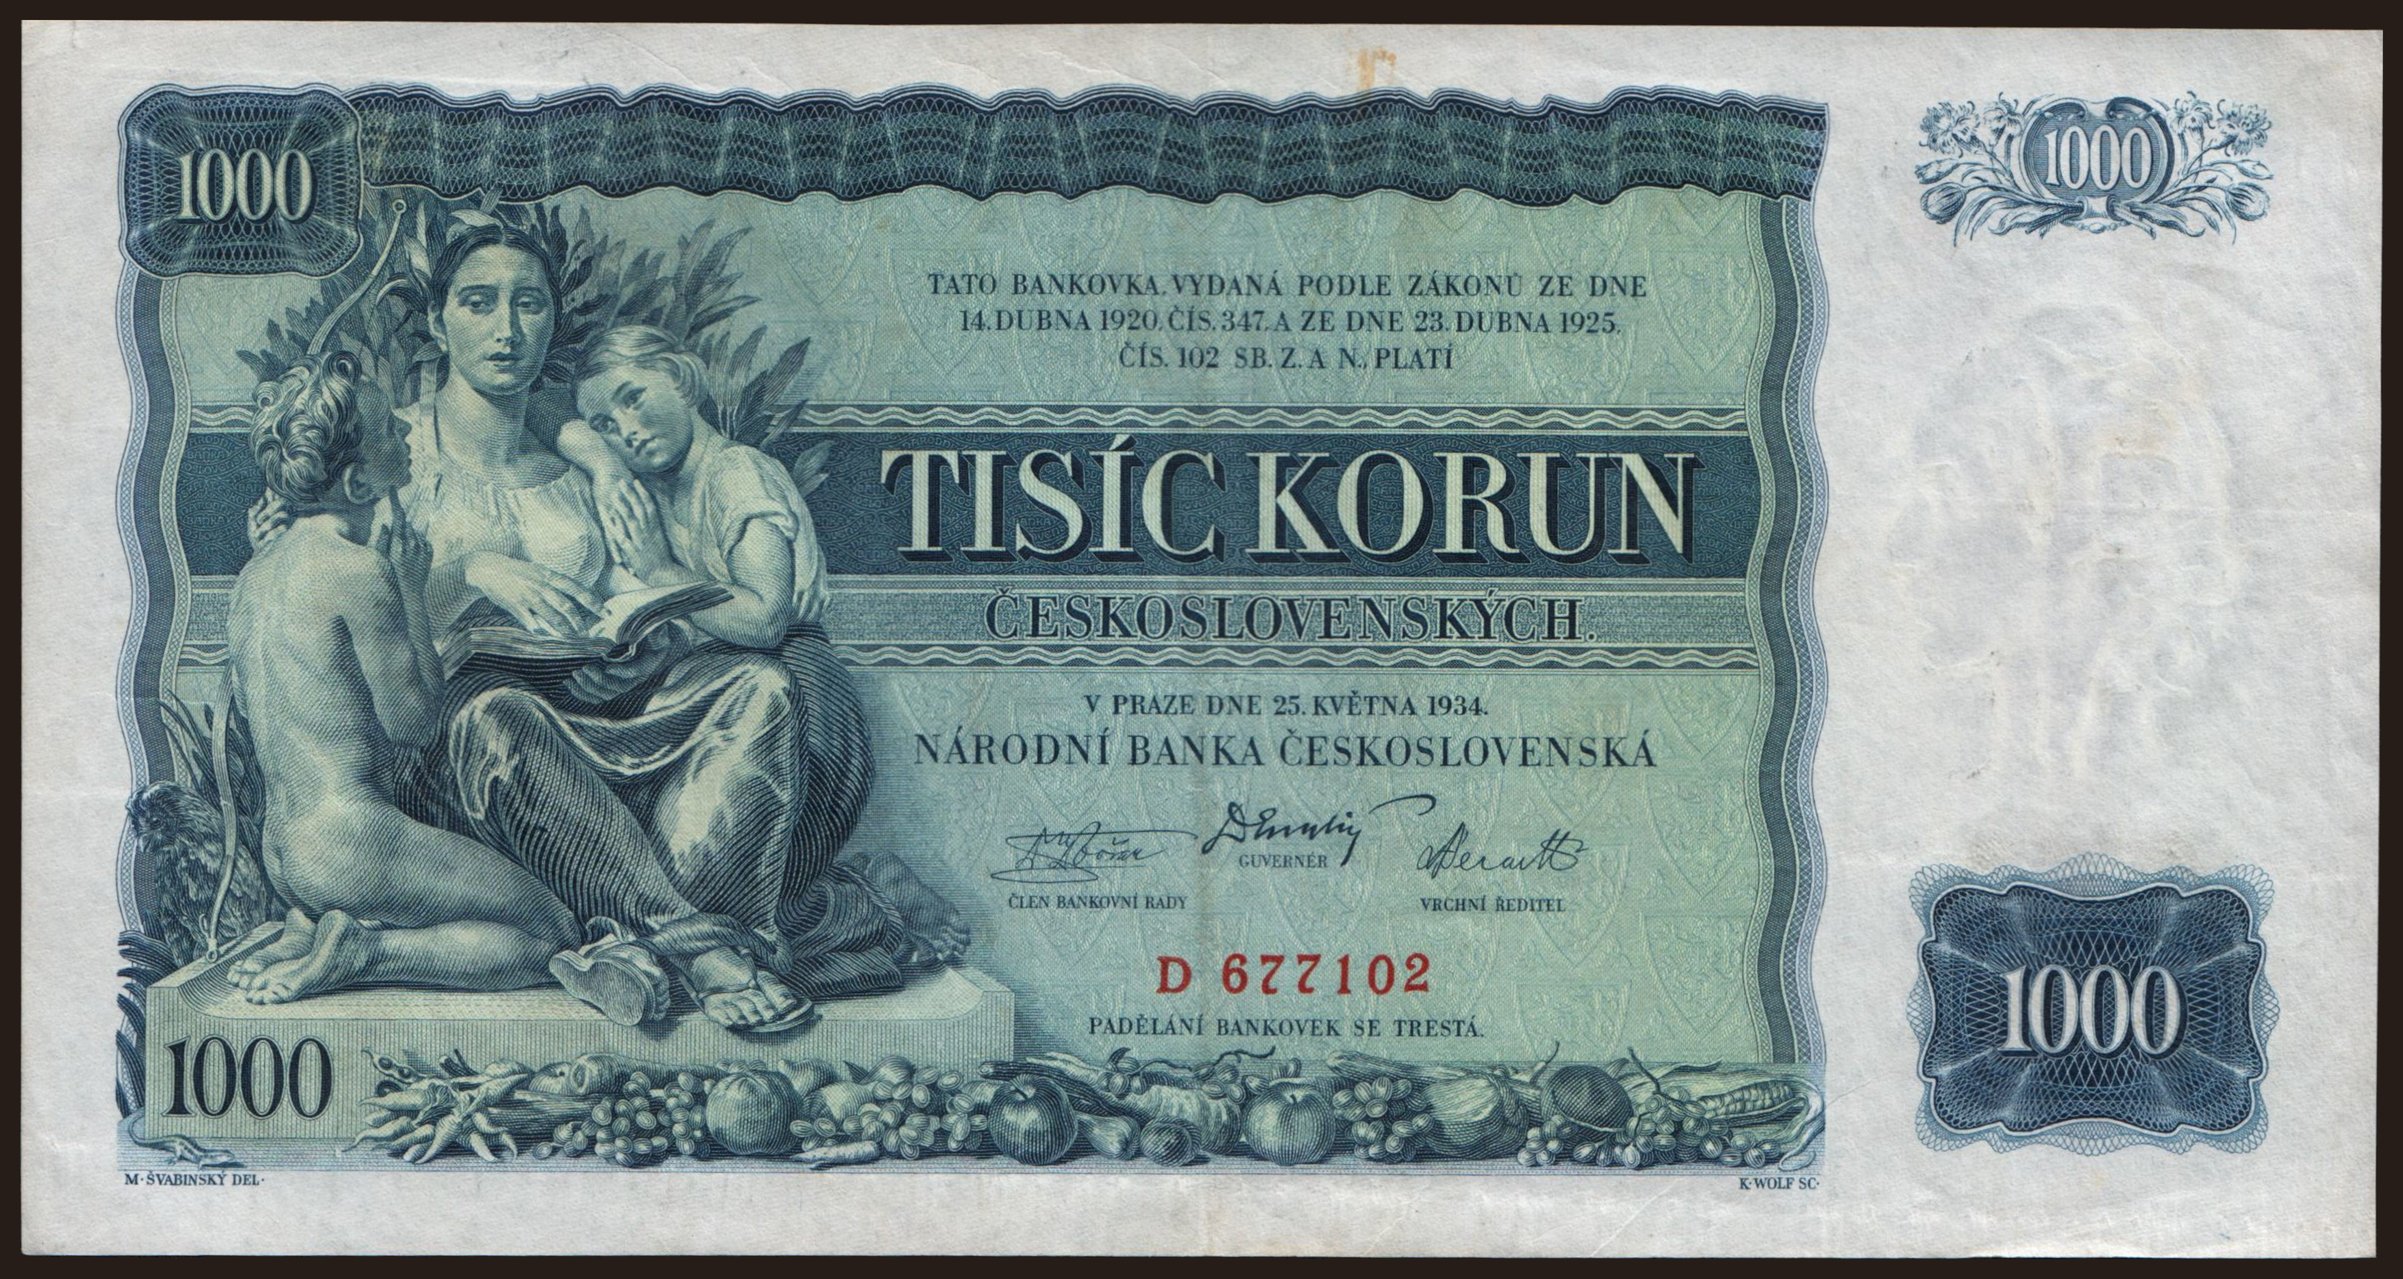 1000
1000
TATO BANKOVKA, VYDANÁ PODLE ZÁKONŮ ZE DNE
14. DUBNA 1920, ČÍS. 347. A ZE DNE 23. DUBNA 1925,
ČÍS. 102 SB. Z. A N., PLATÍ
TISÍC KORUN
ČESKOSLOVENSKÝCH.
V PRAZE DNE 25. KVĚTNA 1934.
NÁRODNÍ BANKA ČESKOSLOVENSKÁ
GUVERNÉR
ČLEN BANKOVNÍ RADY
VRCHNÍ ŘEDITEL
D 677102
PADĚLÁNÍ BANKOVEK SE TRESTÁ.
1000
1000
M·ŠVABINSKÝ DEL·
K·WOLF SC·